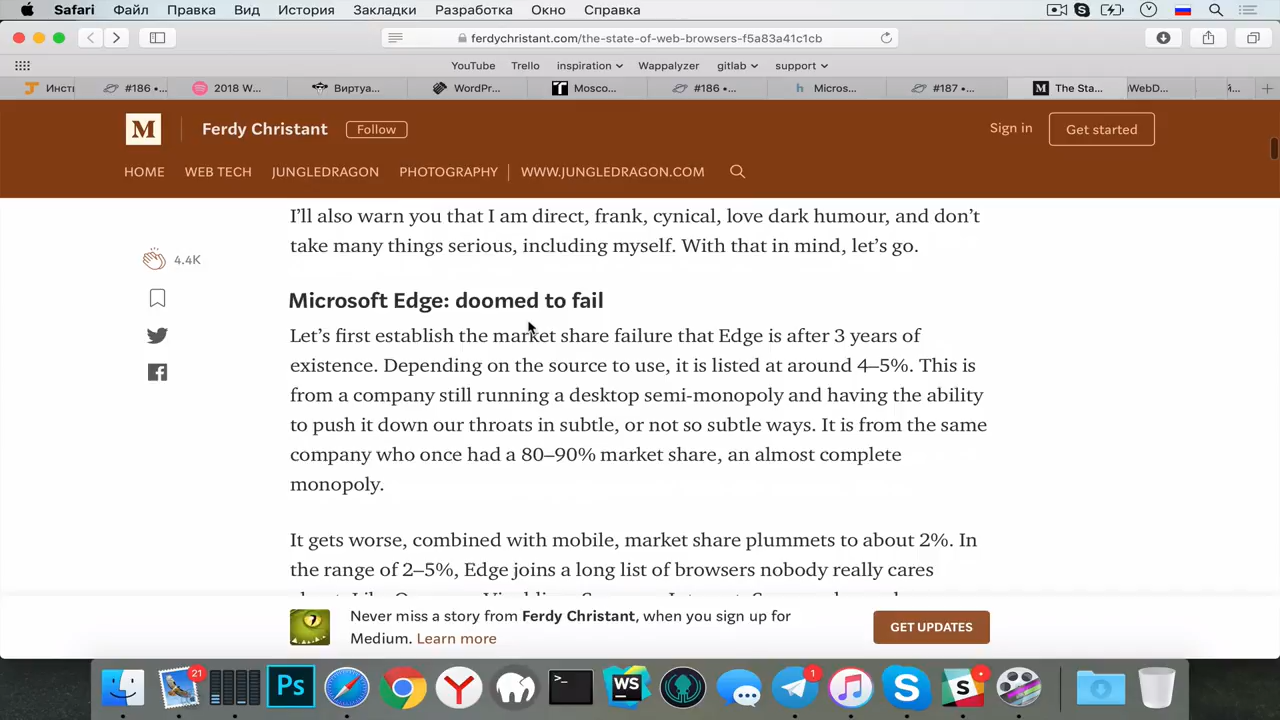 Safari Файл Правка Вид История Закладки Разработка Окно Справка
ferdychristant.com/the-state-of-web-browsers-f5a83a41c1cb
YouTube Trello inspiration Wappalyzer gitlab support
Инстι #186 •... 2018 W... Виртуа... WordPr... Mosco... #186 •... Micros... #187 •... The Sta... WebD...
M Ferdy Christant Follow Sign in Get started
HOME WEB TECH JUNGLEDRAGON PHOTOGRAPHY WWW.JUNGLEDRAGON.COM
I'll also warn you that I am direct, frank, cynical, love dark humour, and don't
take many things serious, including myself. With that in mind, let's go.
4.4K
Microsoft Edge: doomed to fail
Let's first establish the market share failure that Edge is after 3 years of
existence. Depending on the source to use, it is listed at around 4–5%. This is
from a company still running a desktop semi-monopoly and having the ability
to push it down our throats in subtle, or not so subtle ways. It is from the same
company who once had a 80–90% market share, an almost complete
monopoly.
It gets worse, combined with mobile, market share plummets to about 2%. In
the range of 2–5%, Edge joins a long list of browsers nobody really cares
Never miss a story from Ferdy Christant, when you sign up for
Medium. Learn more
GET UPDATES
21 Ps WS 1